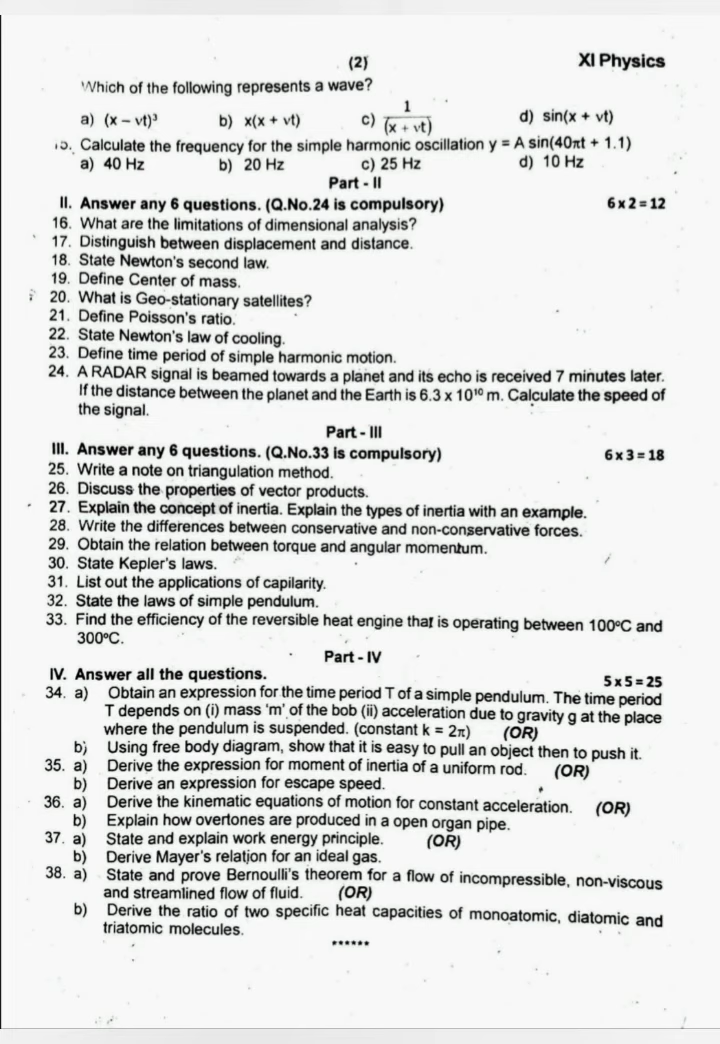 (2) XI Physics
Which of the following represents a wave?
a) (x – vt)³ b) x(x + vt) c) 1/(x + vt) d) sin(x + vt)
15. Calculate the frequency for the simple harmonic oscillation y = A sin(40πt + 1.1)
a) 40 Hz b) 20 Hz c) 25 Hz d) 10 Hz
Part - II
II. Answer any 6 questions. (Q.No.24 is compulsory) 6 x 2 = 12
16. What are the limitations of dimensional analysis?
17. Distinguish between displacement and distance.
18. State Newton's second law.
19. Define Center of mass.
20. What is Geo-stationary satellites?
21. Define Poisson's ratio.
22. State Newton's law of cooling.
23. Define time period of simple harmonic motion.
24. A RADAR signal is beamed towards a planet and its echo is received 7 minutes later.
If the distance between the planet and the Earth is 6.3 x 10¹⁰ m. Calculate the speed of
the signal.
Part - III
III. Answer any 6 questions. (Q.No.33 is compulsory) 6 x 3 = 18
25. Write a note on triangulation method.
26. Discuss the properties of vector products.
27. Explain the concept of inertia. Explain the types of inertia with an example.
28. Write the differences between conservative and non-conservative forces.
29. Obtain the relation between torque and angular momentum.
30. State Kepler's laws.
31. List out the applications of capilarity.
32. State the laws of simple pendulum.
33. Find the efficiency of the reversible heat engine that is operating between 100°C and
300°C.
Part - IV
IV. Answer all the questions. 5 x 5 = 25
34. a) Obtain an expression for the time period T of a simple pendulum. The time period
T depends on (i) mass 'm' of the bob (ii) acceleration due to gravity g at the place
where the pendulum is suspended. (constant k = 2π) (OR)
b) Using free body diagram, show that it is easy to pull an object then to push it.
35. a) Derive the expression for moment of inertia of a uniform rod. (OR)
b) Derive an expression for escape speed.
36. a) Derive the kinematic equations of motion for constant acceleration. (OR)
b) Explain how overtones are produced in a open organ pipe.
37. a) State and explain work energy principle. (OR)
b) Derive Mayer's relation for an ideal gas.
38. a) State and prove Bernoulli's theorem for a flow of incompressible, non-viscous
and streamlined flow of fluid. (OR)
b) Derive the ratio of two specific heat capacities of monoatomic, diatomic and
triatomic molecules.
******